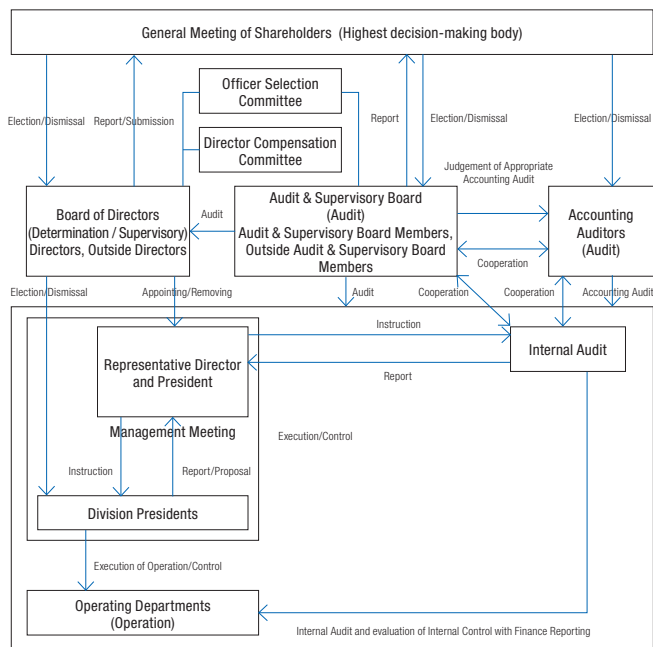 General Meeting of Shareholders (Highest decision-making body)
Officer Selection
Committee
Election/Dismissal
Report/Submission
Report
Election/Dismissal
Election/Dismissal
Director Compensation
Committee
Judgement of Appropriate
Accounting Audit
Board of Directors
(Determination / Supervisory)
Directors, Outside Directors
Audit
Audit & Supervisory Board
(Audit)
Audit & Supervisory Board Members,
Outside Audit & Supervisory Board
Members
Accounting
Auditors
(Audit)
Cooperation
Election/Dismissal
Appointing/Removing
Audit
Cooperation
Cooperation
Accounting Audit
Instruction
Representative Director
and President
Internal Audit
Report
Management Meeting
Execution/Control
Instruction
Report/Proposal
Division Presidents
Execution of Operation/Control
Operating Departments
(Operation)
Internal Audit and evaluation of Internal Control with Finance Reporting